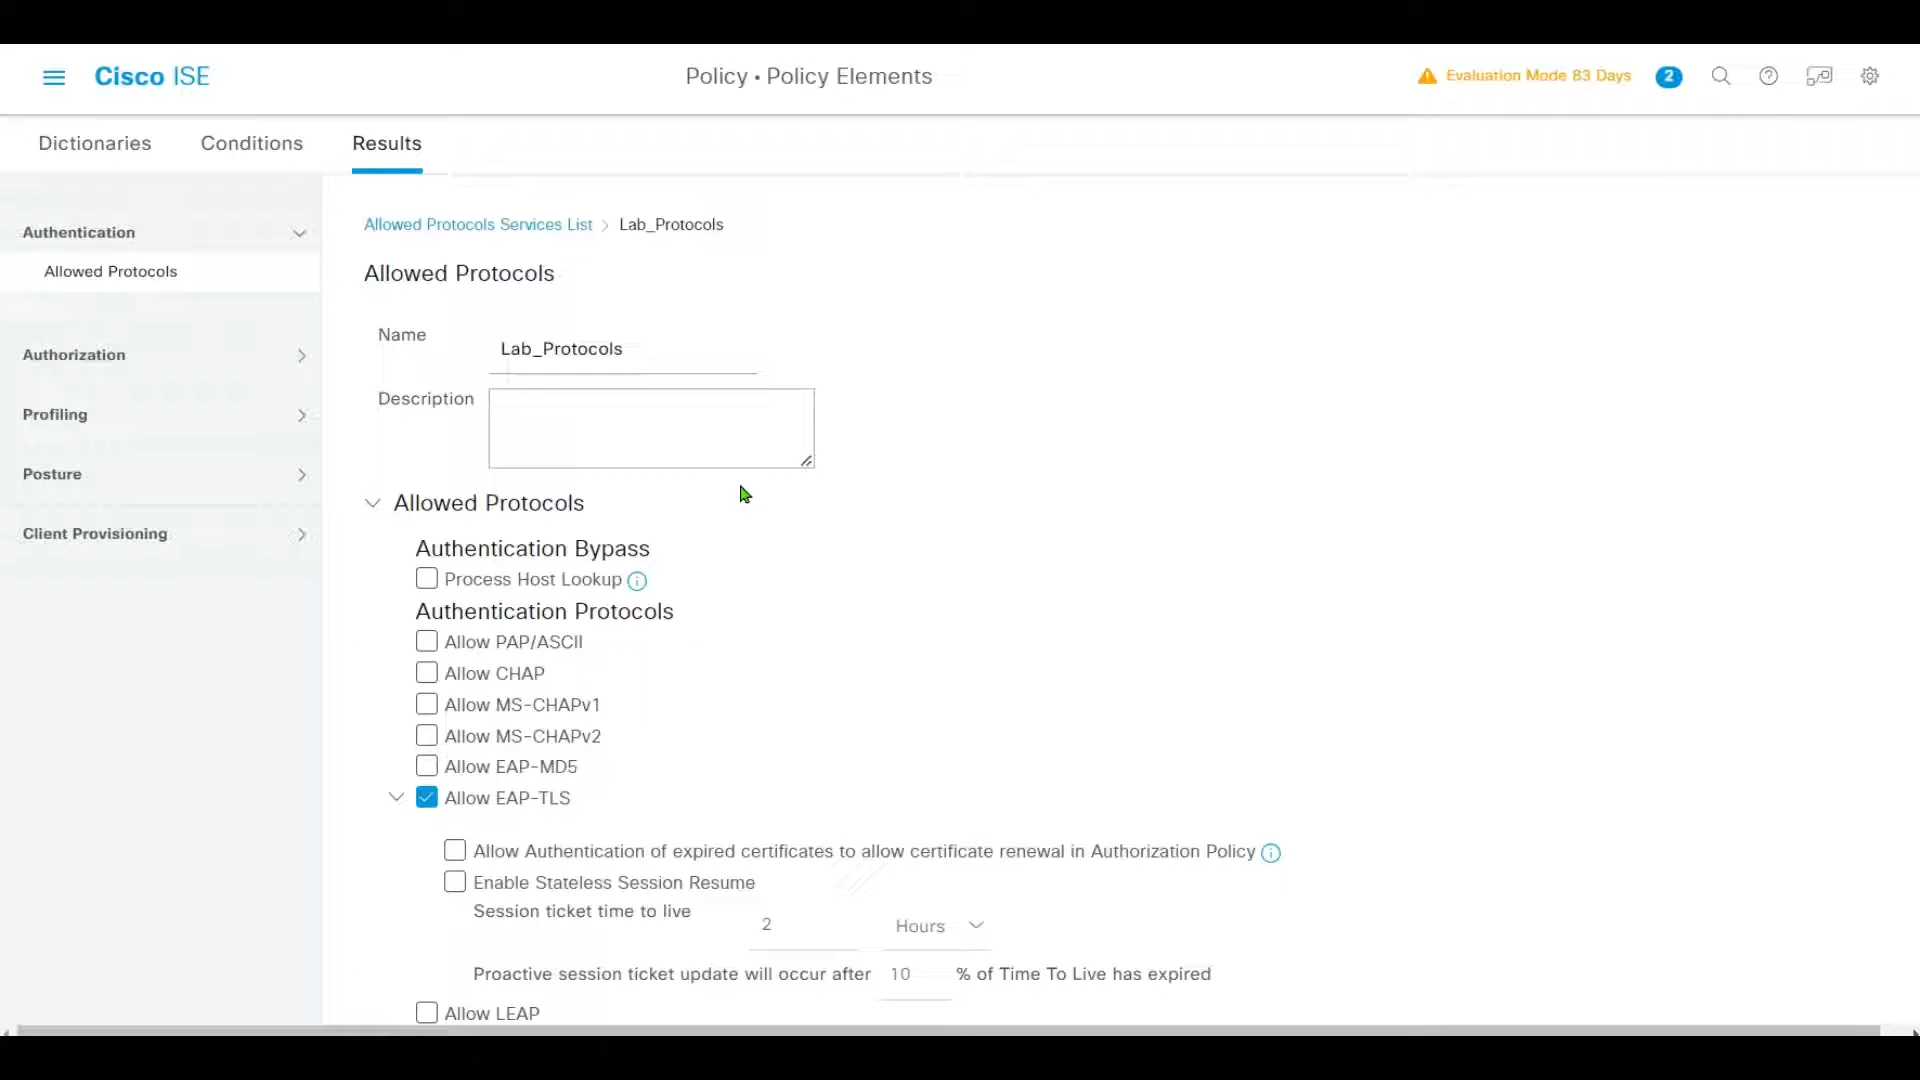 Cisco ISE
Policy • Policy Elements
Evaluation Mode 83 Days
2
Dictionaries
Conditions
Results
Authentication
Allowed Protocols
Authorization
Profiling
Posture
Client Provisioning
Allowed Protocols Services List > Lab_Protocols
Allowed Protocols
Name
Lab_Protocols
Description
Allowed Protocols
Authentication Bypass
Process Host Lookup
Authentication Protocols
Allow PAP/ASCII
Allow CHAP
Allow MS-CHAPv1
Allow MS-CHAPv2
Allow EAP-MD5
Allow EAP-TLS
Allow Authentication of expired certificates to allow certificate renewal in Authorization Policy
Enable Stateless Session Resume
Session ticket time to live
2
Hours
Proactive session ticket update will occur after 10 % of Time To Live has expired
Allow LEAP